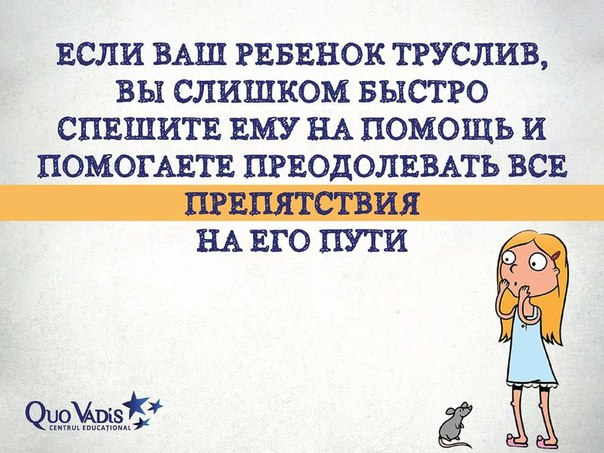 ЕСЛИ ВАШ РЕБЕНОК ТРУСЛИВ,
ВЫ СЛИШКОМ БЫСТРО
СПЕШИТЕ ЕМУ НА ПОМОЩЬ И
ПОМОГАЕТЕ ПРЕОДОЛЕВАТЬ ВСЕ
ПРЕПЯТСТВИЯ
НА ЕГО ПУТИ
QUO VADIS
CENTRUL EDUCAȚIONAL